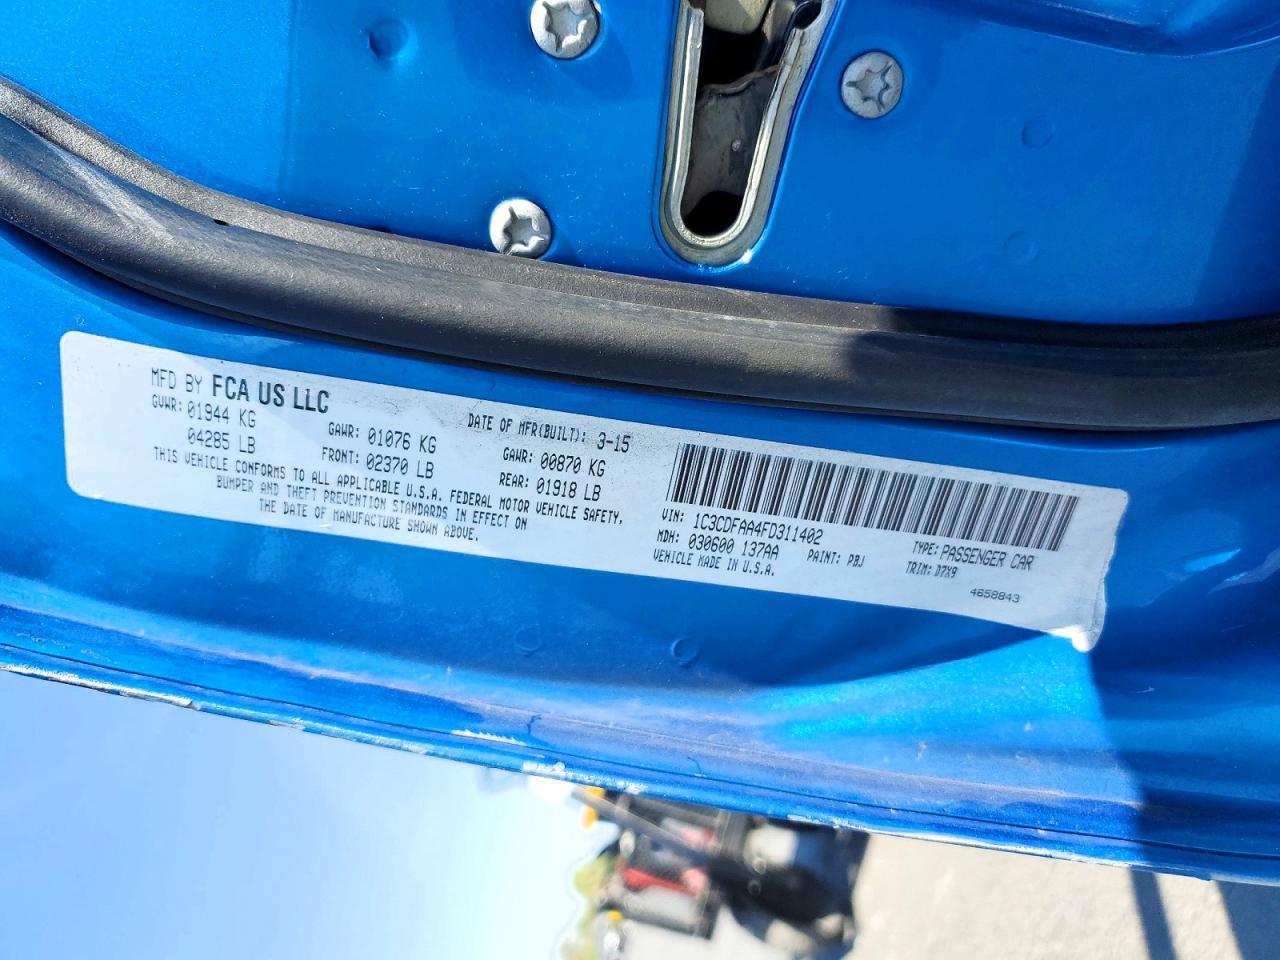 MFD BY FCA US LLC DATE OF MFR(BUILT): 3-15
GVWR: 01944 KG GAWR: 01076 KG GAWR: 00870 KG
04285 LB FRONT: 02370 LB REAR: 01918 LB
THIS VEHICLE CONFORMS TO ALL APPLICABLE U.S.A. FEDERAL MOTOR VEHICLE SAFETY,
BUMPER AND THEFT PREVENTION STANDARDS IN EFFECT ON
THE DATE OF MANUFACTURE SHOWN ABOVE.
VIN: 1C3CDFAA4FD311402 TYPE: PASSENGER CAR
MDH: 030600 137AA PAINT: PBJ TRIM: D7X9
VEHICLE MADE IN U.S.A. 4658843